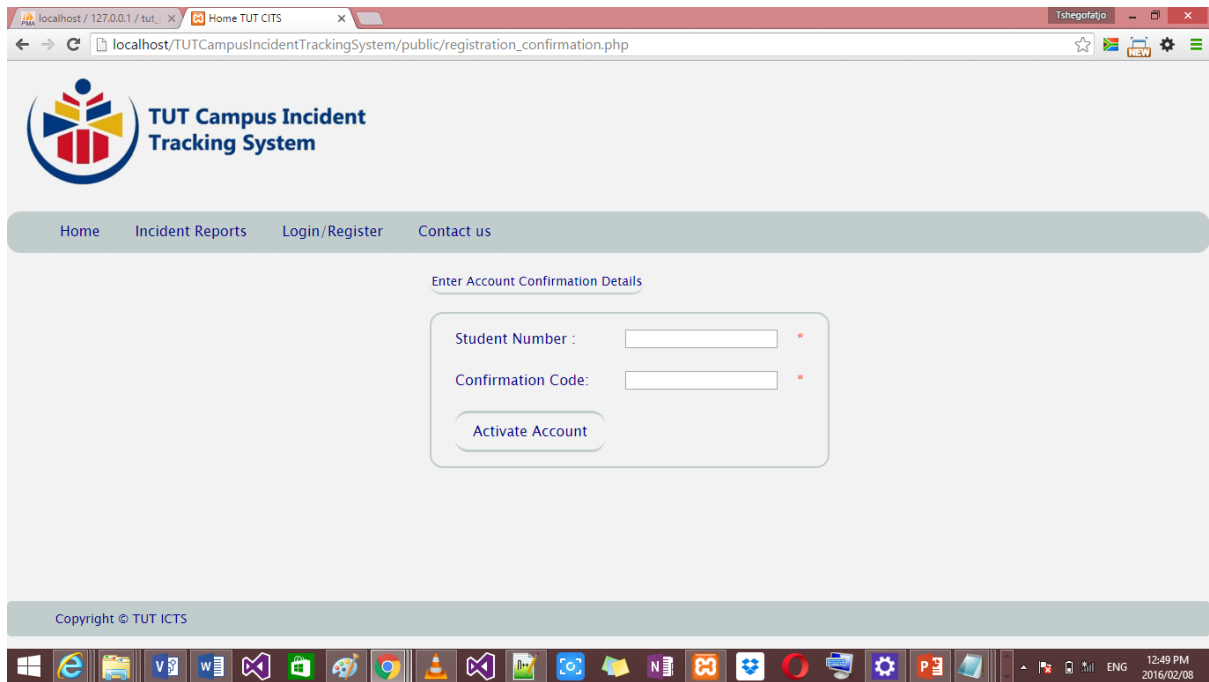 localhost / 127.0.0.1 / tut_
Home TUT CITS
Tshegofatjo
localhost/TUTCampusIncidentTrackingSystem/public/registration_confirmation.php
NEW
TUT Campus Incident
Tracking System
Home Incident Reports Login/Register Contact us
Enter Account Confirmation Details
Student Number : *
Confirmation Code: *
Activate Account
Copyright © TUT ICTS
ENG 12:49 PM
2016/02/08